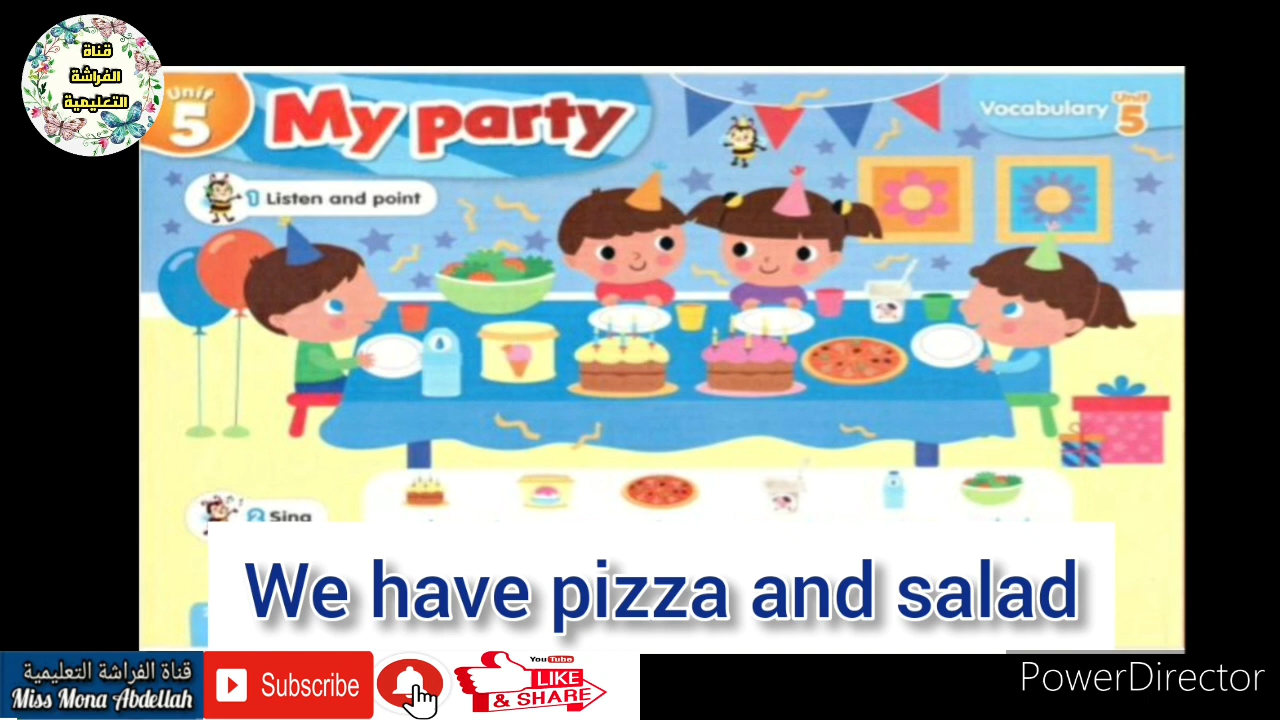 قناة
الفراشة
التعليمية
Unit
5
My party
Vocabulary
Unit
5
1 Listen and point
2 Sing
We have pizza and salad
قناة الفراشة التعليمية
Miss Mona Abdellah
Subscribe
YouTube
LIKE
& SHARE
PowerDirector